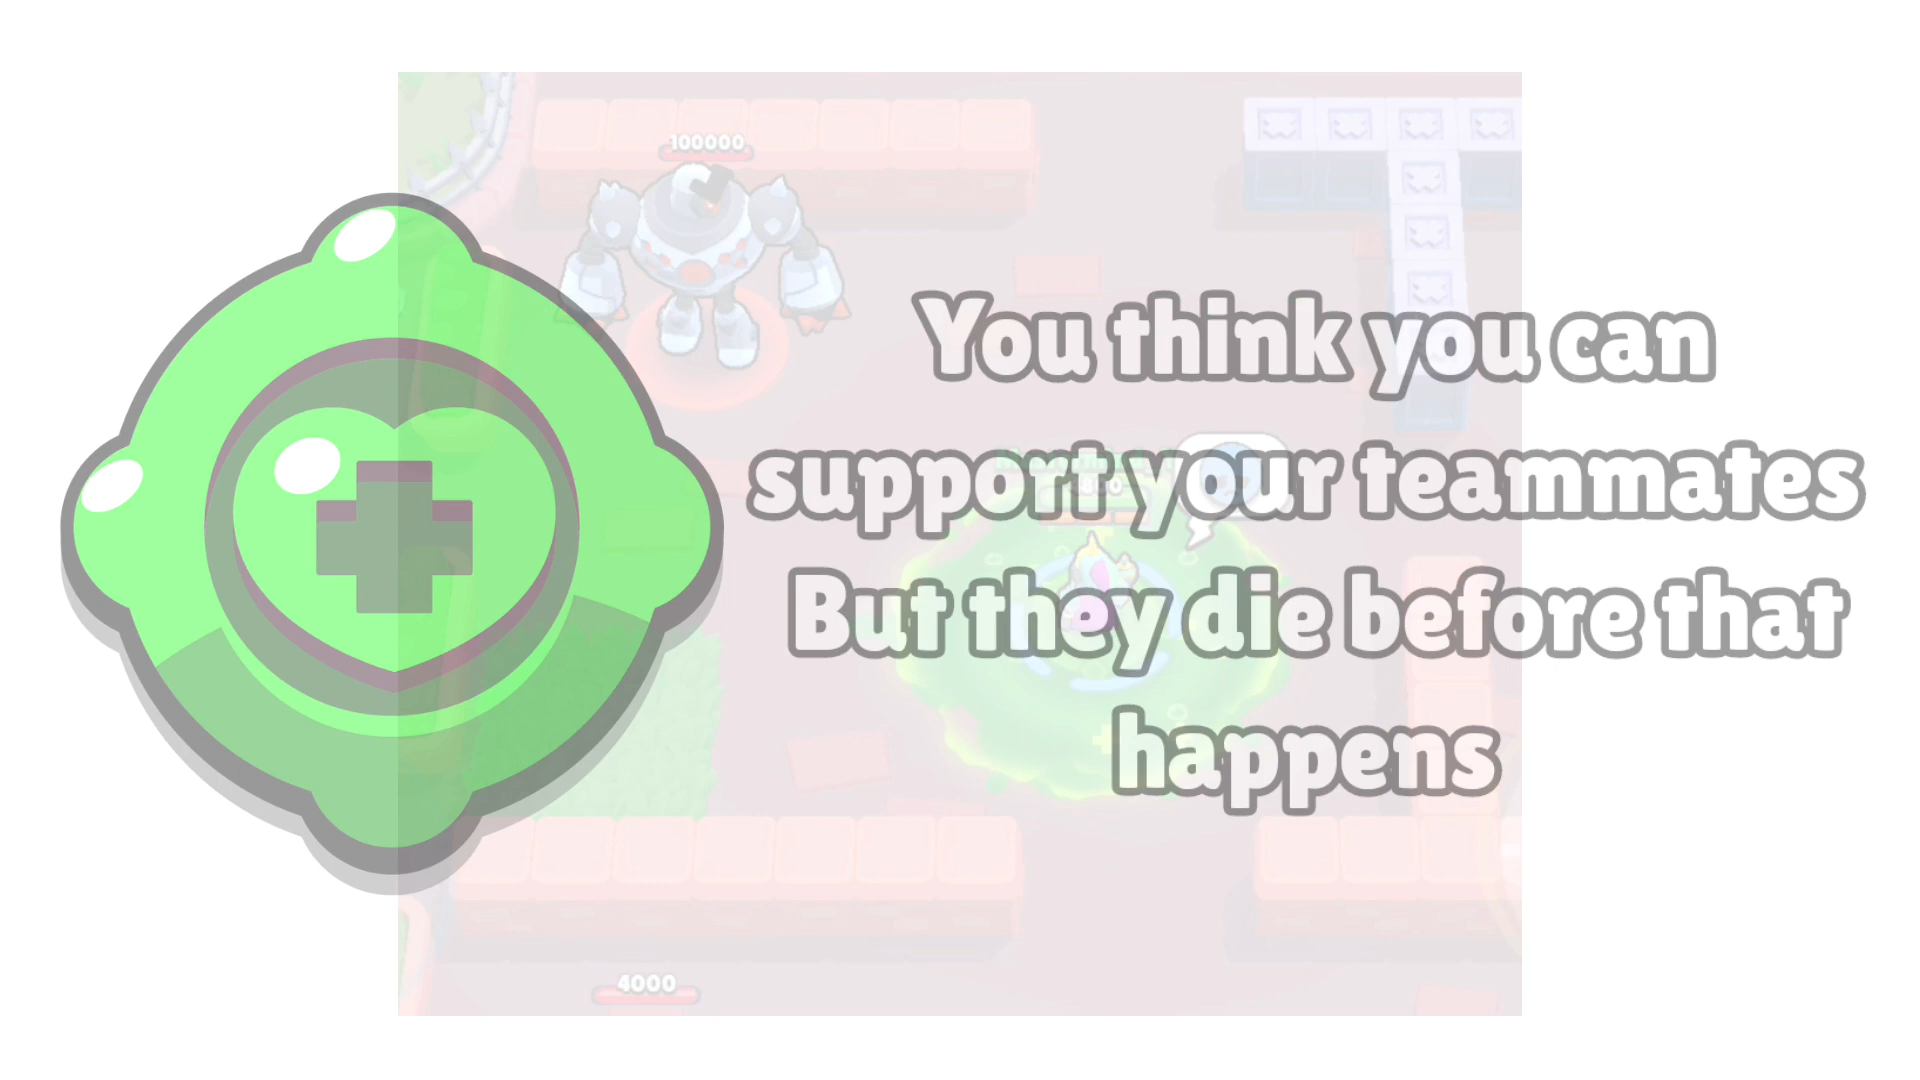 100000
You think you can
support your teammates
But they die before that
happens
4000